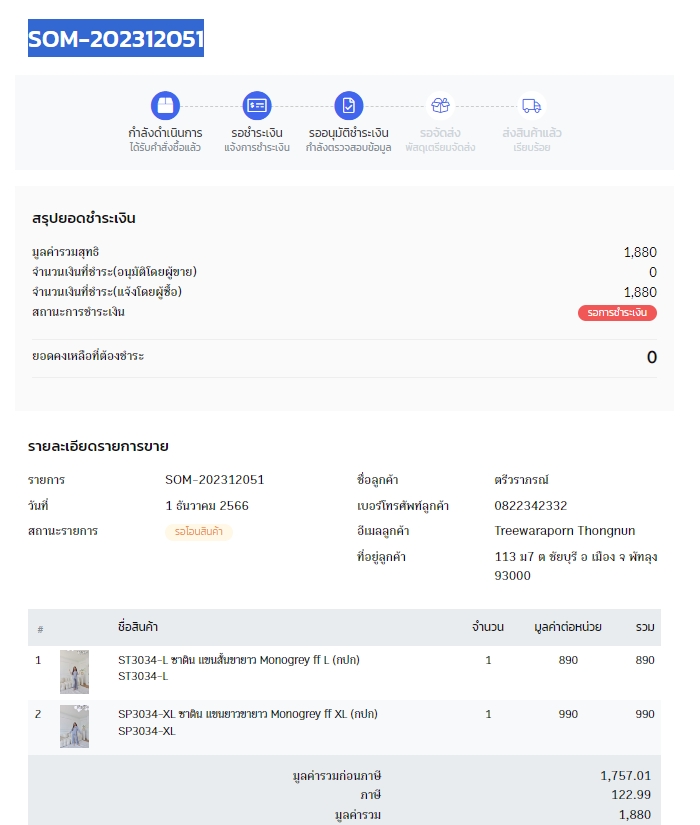 SOM-202312051
กำลังดำเนินการ รอชำระเงิน รออนุมัติชำระเงิน รอจัดส่ง ส่งสินค้าแล้ว
ได้รับคำสั่งซื้อแล้ว แจ้งการชำระเงิน กำลังตรวจสอบข้อมูล พัสดุเตรียมจัดส่ง เรียบร้อย
สรุปยอดชำระเงิน
มูลค่ารวมสุทธิ 1,880
จำนวนเงินที่ชำระ(อนุมัติโดยผู้ขาย) 0
จำนวนเงินที่ชำระ(แจ้งโดยผู้ซื้อ) 1,880
สถานะการชำระเงิน รอการชำระเงิน
ยอดคงเหลือที่ต้องชำระ 0
รายละเอียดรายการขาย
รายการ SOM-202312051 ชื่อลูกค้า ตรีวราภรณ์
วันที่ 1 ธันวาคม 2566 เบอร์โทรศัพท์ลูกค้า 0822342332
สถานะรายการ รอโอนสินค้า อีเมลลูกค้า Treewaraporn Thongnun
ที่อยู่ลูกค้า 113 ม7 ต ชัยบุรี อ เมือง จ พัทลุง
93000
# ชื่อสินค้า จำนวน มูลค่าต่อหน่วย รวม
1 ST3034-L ซาติน แขนสั้นขายาว Monogrey ff L (กปก) 1 890 890
ST3034-L
2 SP3034-XL ซาติน แขนยาวขายาว Monogrey ff XL (กปก) 1 990 990
SP3034-XL
มูลค่ารวมก่อนภาษี 1,757.01
ภาษี 122.99
มูลค่ารวม 1,880